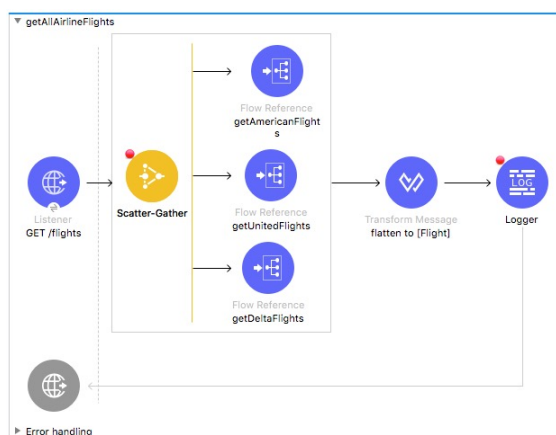 getAllAirlineFlights
Flow Reference
getAmericanFlight
s
Listener
GET /flights
Scatter-Gather
Flow Reference
getUnitedFlights
Transform Message
flatten to [Flight]
LOG
Logger
Flow Reference
getDeltaFlights
Error handling